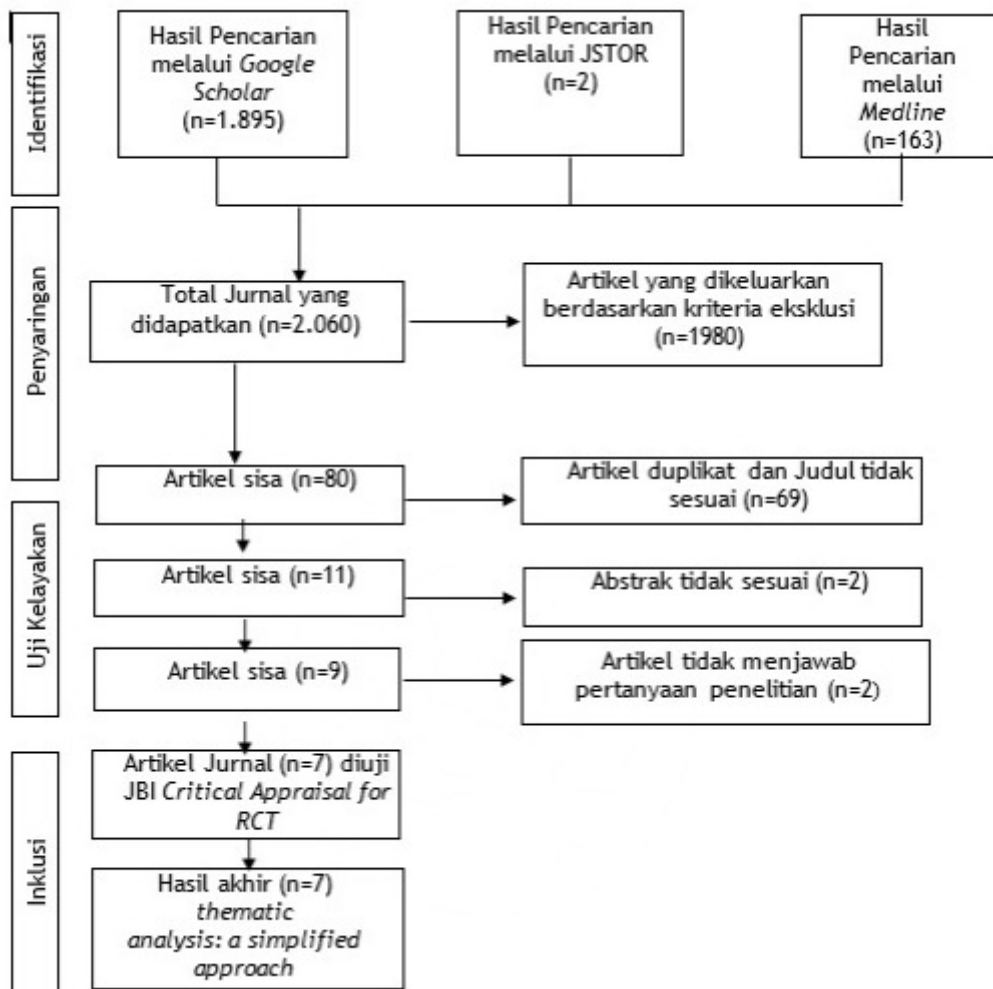 Identifikasi
Hasil Pencarian
melalui Google
Scholar
(n=1.895)
Hasil Pencarian
melalui JSTOR
(n=2)
Hasil
Pencarian
melalui
Medline
(n=163)
Penyaringan
Total Jurnal yang
didapatkan (n=2.060)
Artikel yang dikeluarkan
berdasarkan kriteria eksklusi
(n=1980)
Artikel sisa (n=80)
Artikel duplikat dan Judul tidak
sesuai (n=69)
Uji Kelayakan
Artikel sisa (n=11)
Abstrak tidak sesuai (n=2)
Artikel sisa (n=9)
Artikel tidak menjawab
pertanyaan penelitian (n=2)
Inklusi
Artikel Jurnal (n=7) diuji
JBI Critical Appraisal for
RCT
Hasil akhir (n=7)
thematic
analysis: a simplified
approach